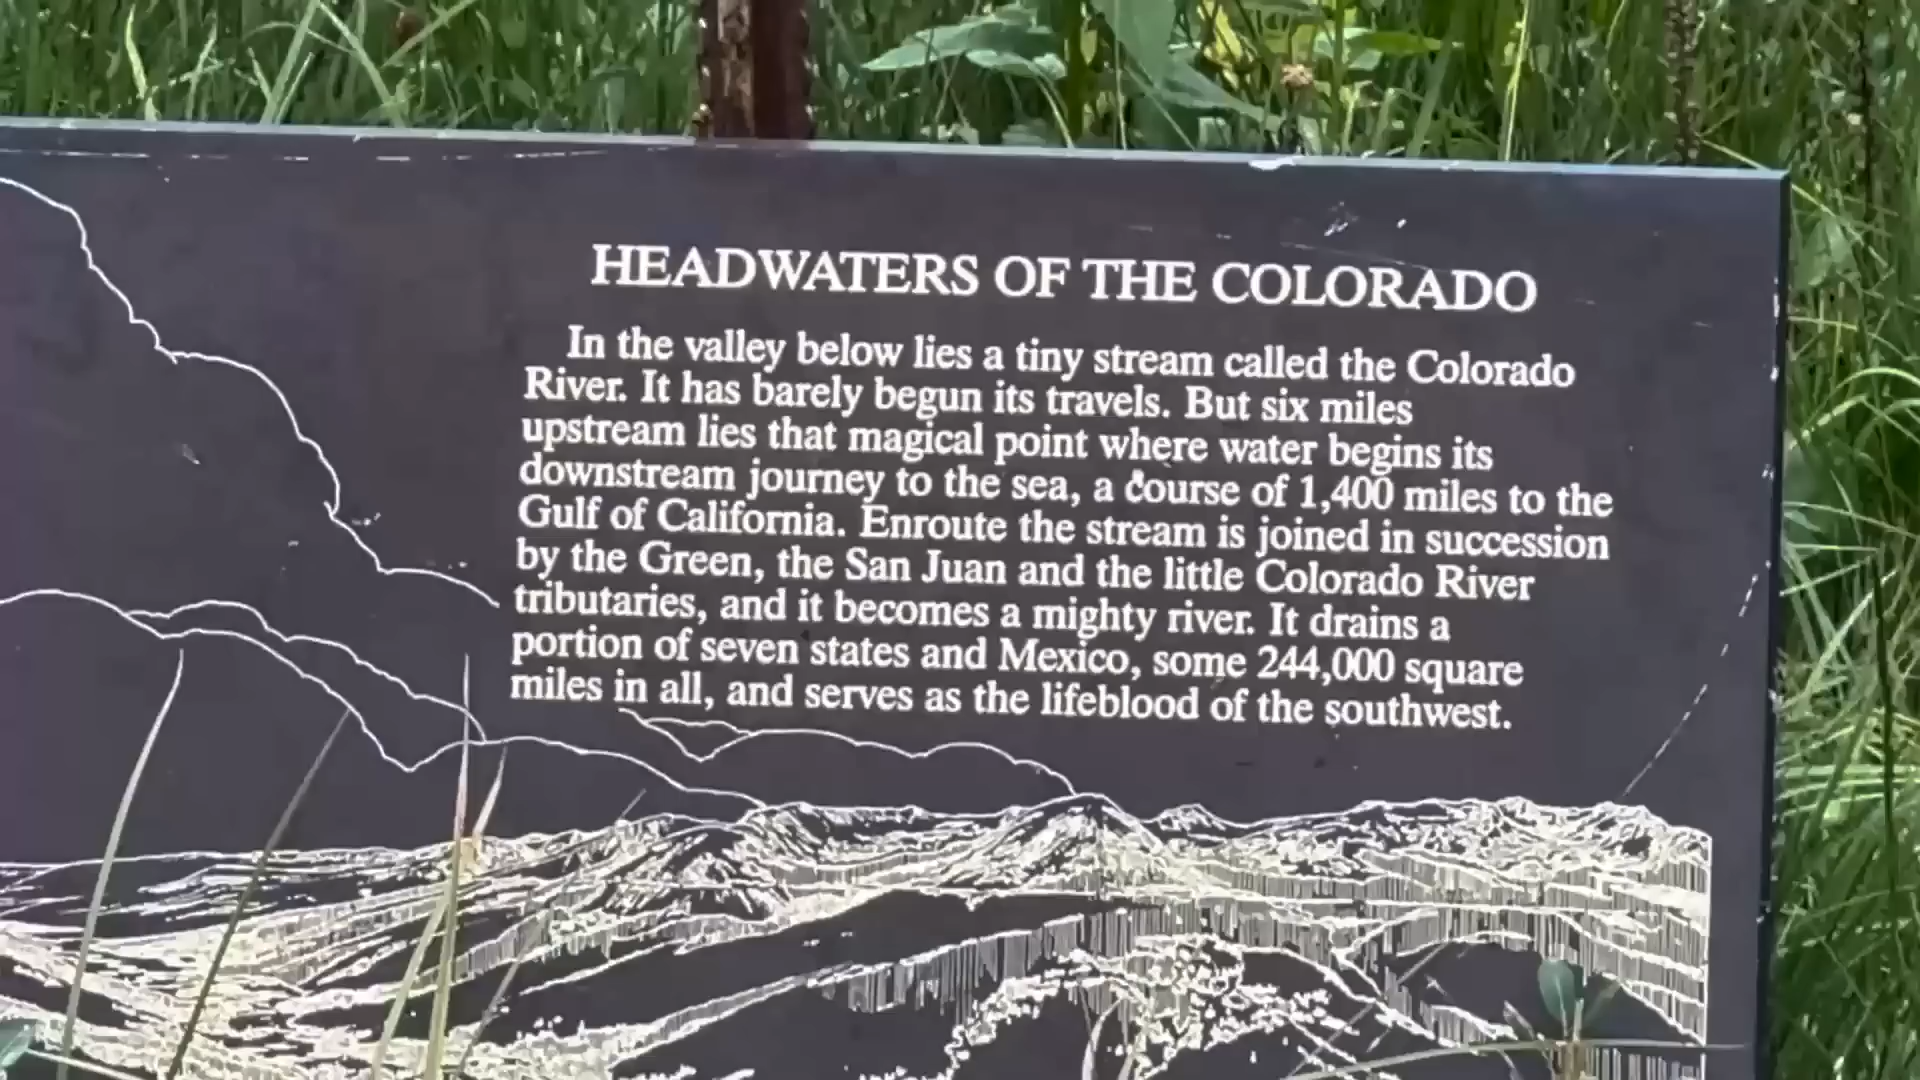 HEADWATERS OF THE COLORADO
In the valley below lies a tiny stream called the Colorado
River. It has barely begun its travels. But six miles
upstream lies that magical point where water begins its
downstream journey to the sea, a course of 1,400 miles to the
Gulf of California. Enroute the stream is joined in succession
by the Green, the San Juan and the little Colorado River
tributaries, and it becomes a mighty river. It drains a
portion of seven states and Mexico, some 244,000 square
miles in all, and serves as the lifeblood of the southwest.